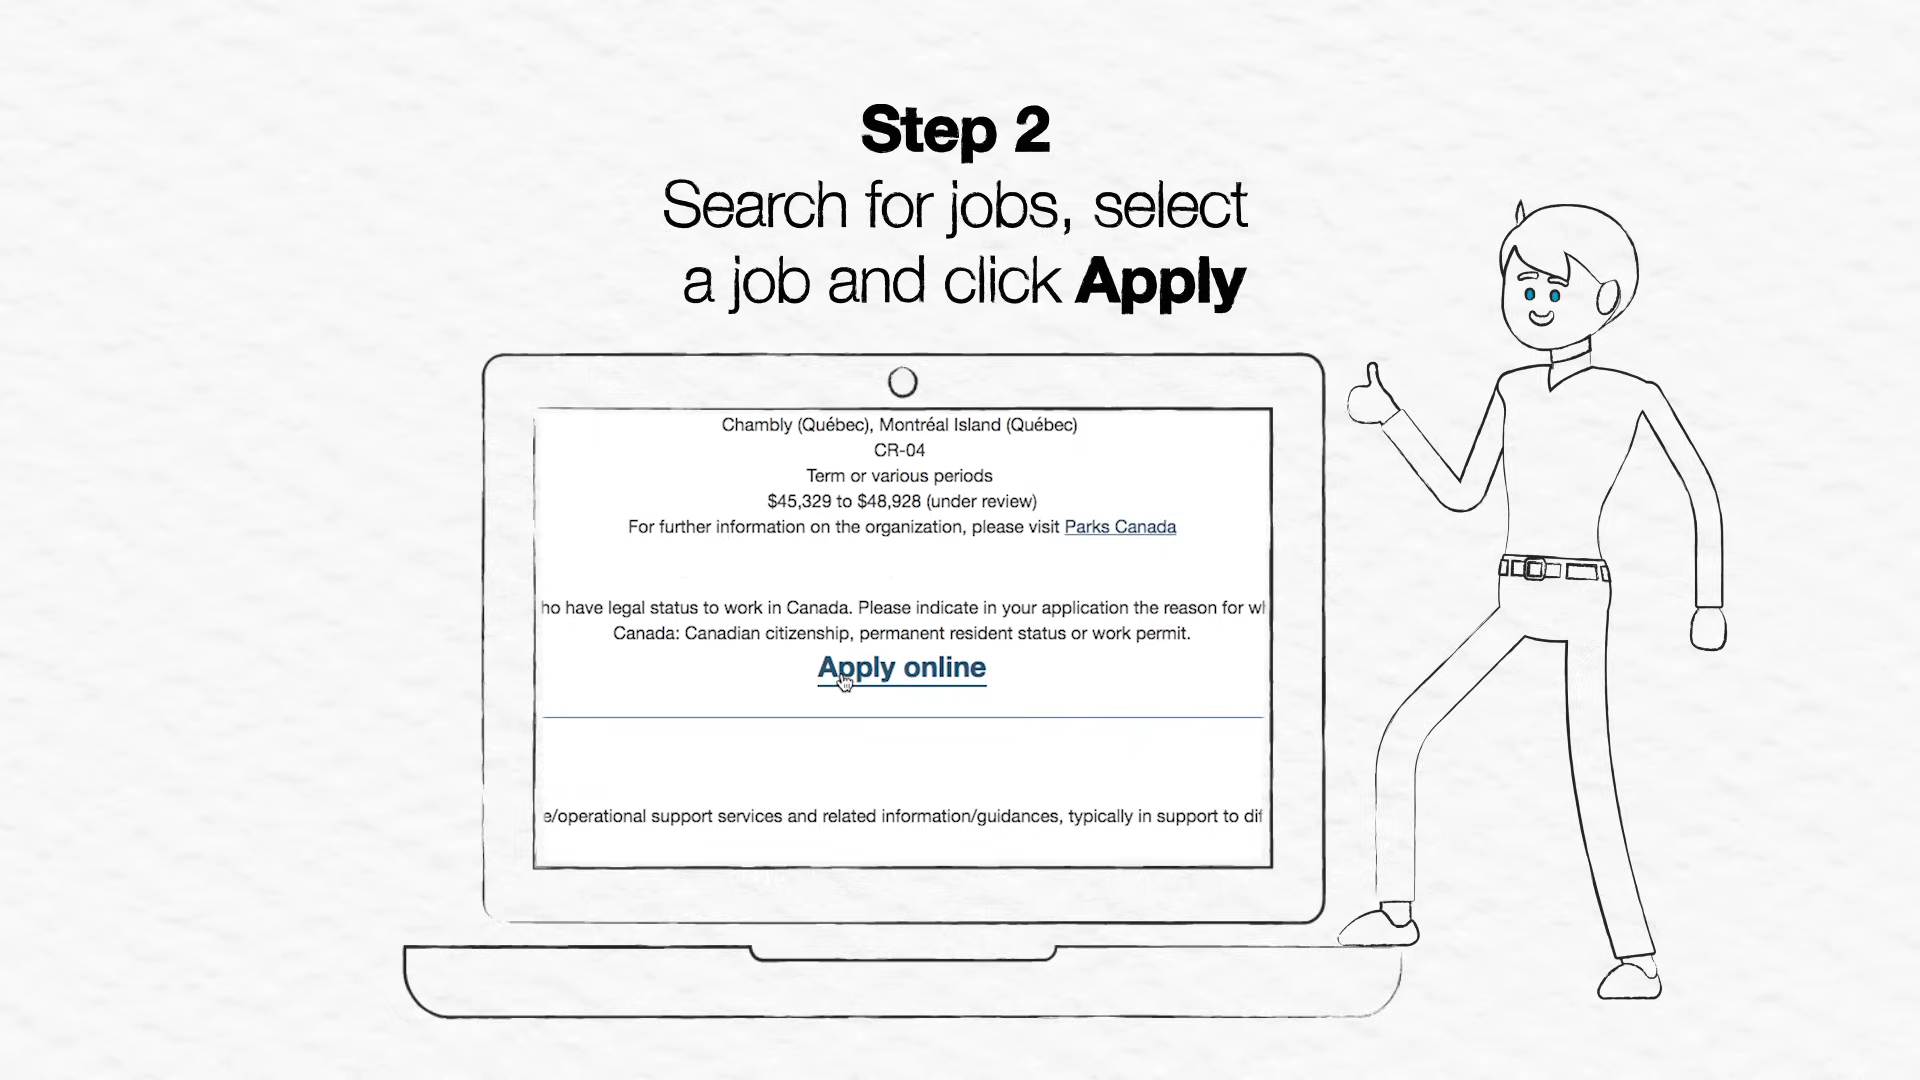 Step 2
Search for jobs, select
a job and click Apply
Chambly (Québec), Montréal Island (Québec)
CR-04
Term or various periods
$45,329 to $48,928 (under review)
For further information on the organization, please visit Parks Canada
ho have legal status to work in Canada. Please indicate in your application the reason for wh
Canada: Canadian citizenship, permanent resident status or work permit.
Apply online
e/operational support services and related information/guidances, typically in support to dif